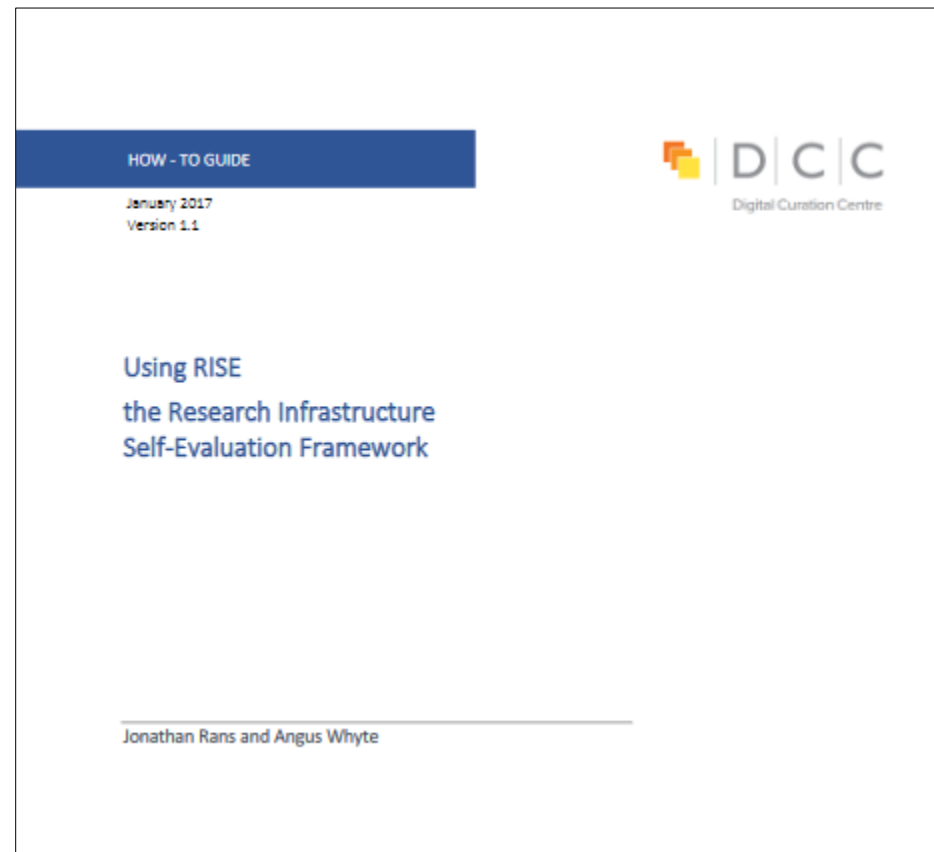 HOW - TO GUIDE
D C C
Digital Curation Centre
January 2017
Version 1.1
Using RISE
the Research Infrastructure
Self-Evaluation Framework
Jonathan Rans and Angus Whyte